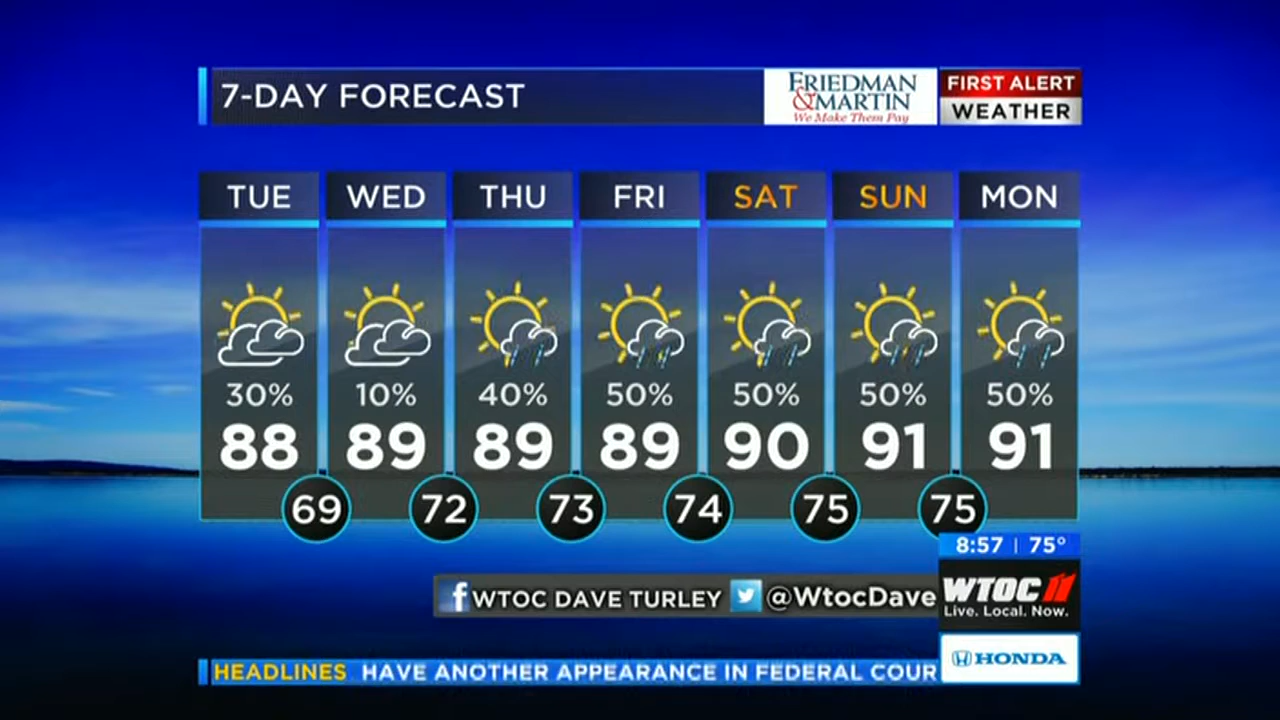 7-DAY FORECAST
FRIEDMAN
&MARTIN
We Make Them Pay
FIRST ALERT
WEATHER
TUE WED THU FRI SAT SUN MON
30% 10% 40% 50% 50% 50% 50%
88 89 89 89 90 91 91
69 72 73 74 75 75
8:57 | 75°
WTOC DAVE TURLEY @WtocDave
WTOC 11
Live. Local. Now.
HEADLINES HAVE ANOTHER APPEARANCE IN FEDERAL COUR
HONDA